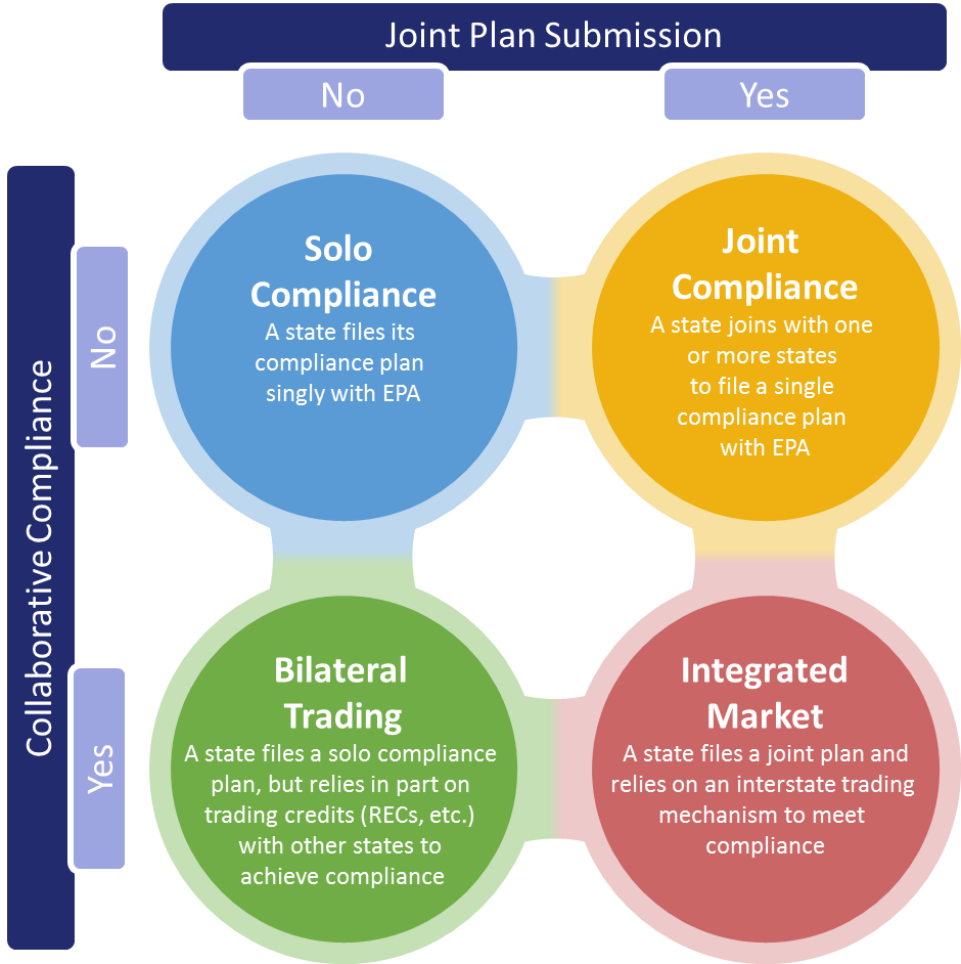 Joint Plan Submission
No
Yes
Collaborative Compliance
No
Solo
Compliance
A state files its
compliance plan
singly with EPA
Joint
Compliance
A state joins with one
or more states
to file a single
compliance plan
with EPA
Yes
Bilateral
Trading
A state files a solo compliance
plan, but relies in part on
trading credits (RECs, etc.)
with other states to
achieve compliance
Integrated
Market
A state files a joint plan and
relies on an interstate trading
mechanism to meet
compliance